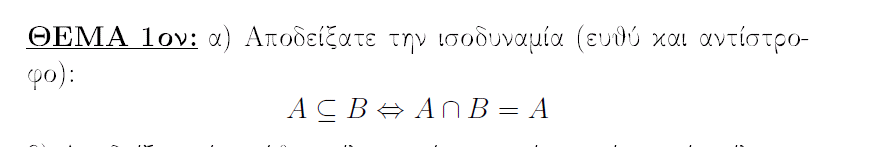 ΘΕΜΑ 1ον: α) Αποδείξατε την ισοδυναμία (ευθύ και αντίστρο-
φο):
A ⊆ B ⇔ A ∩ B = A